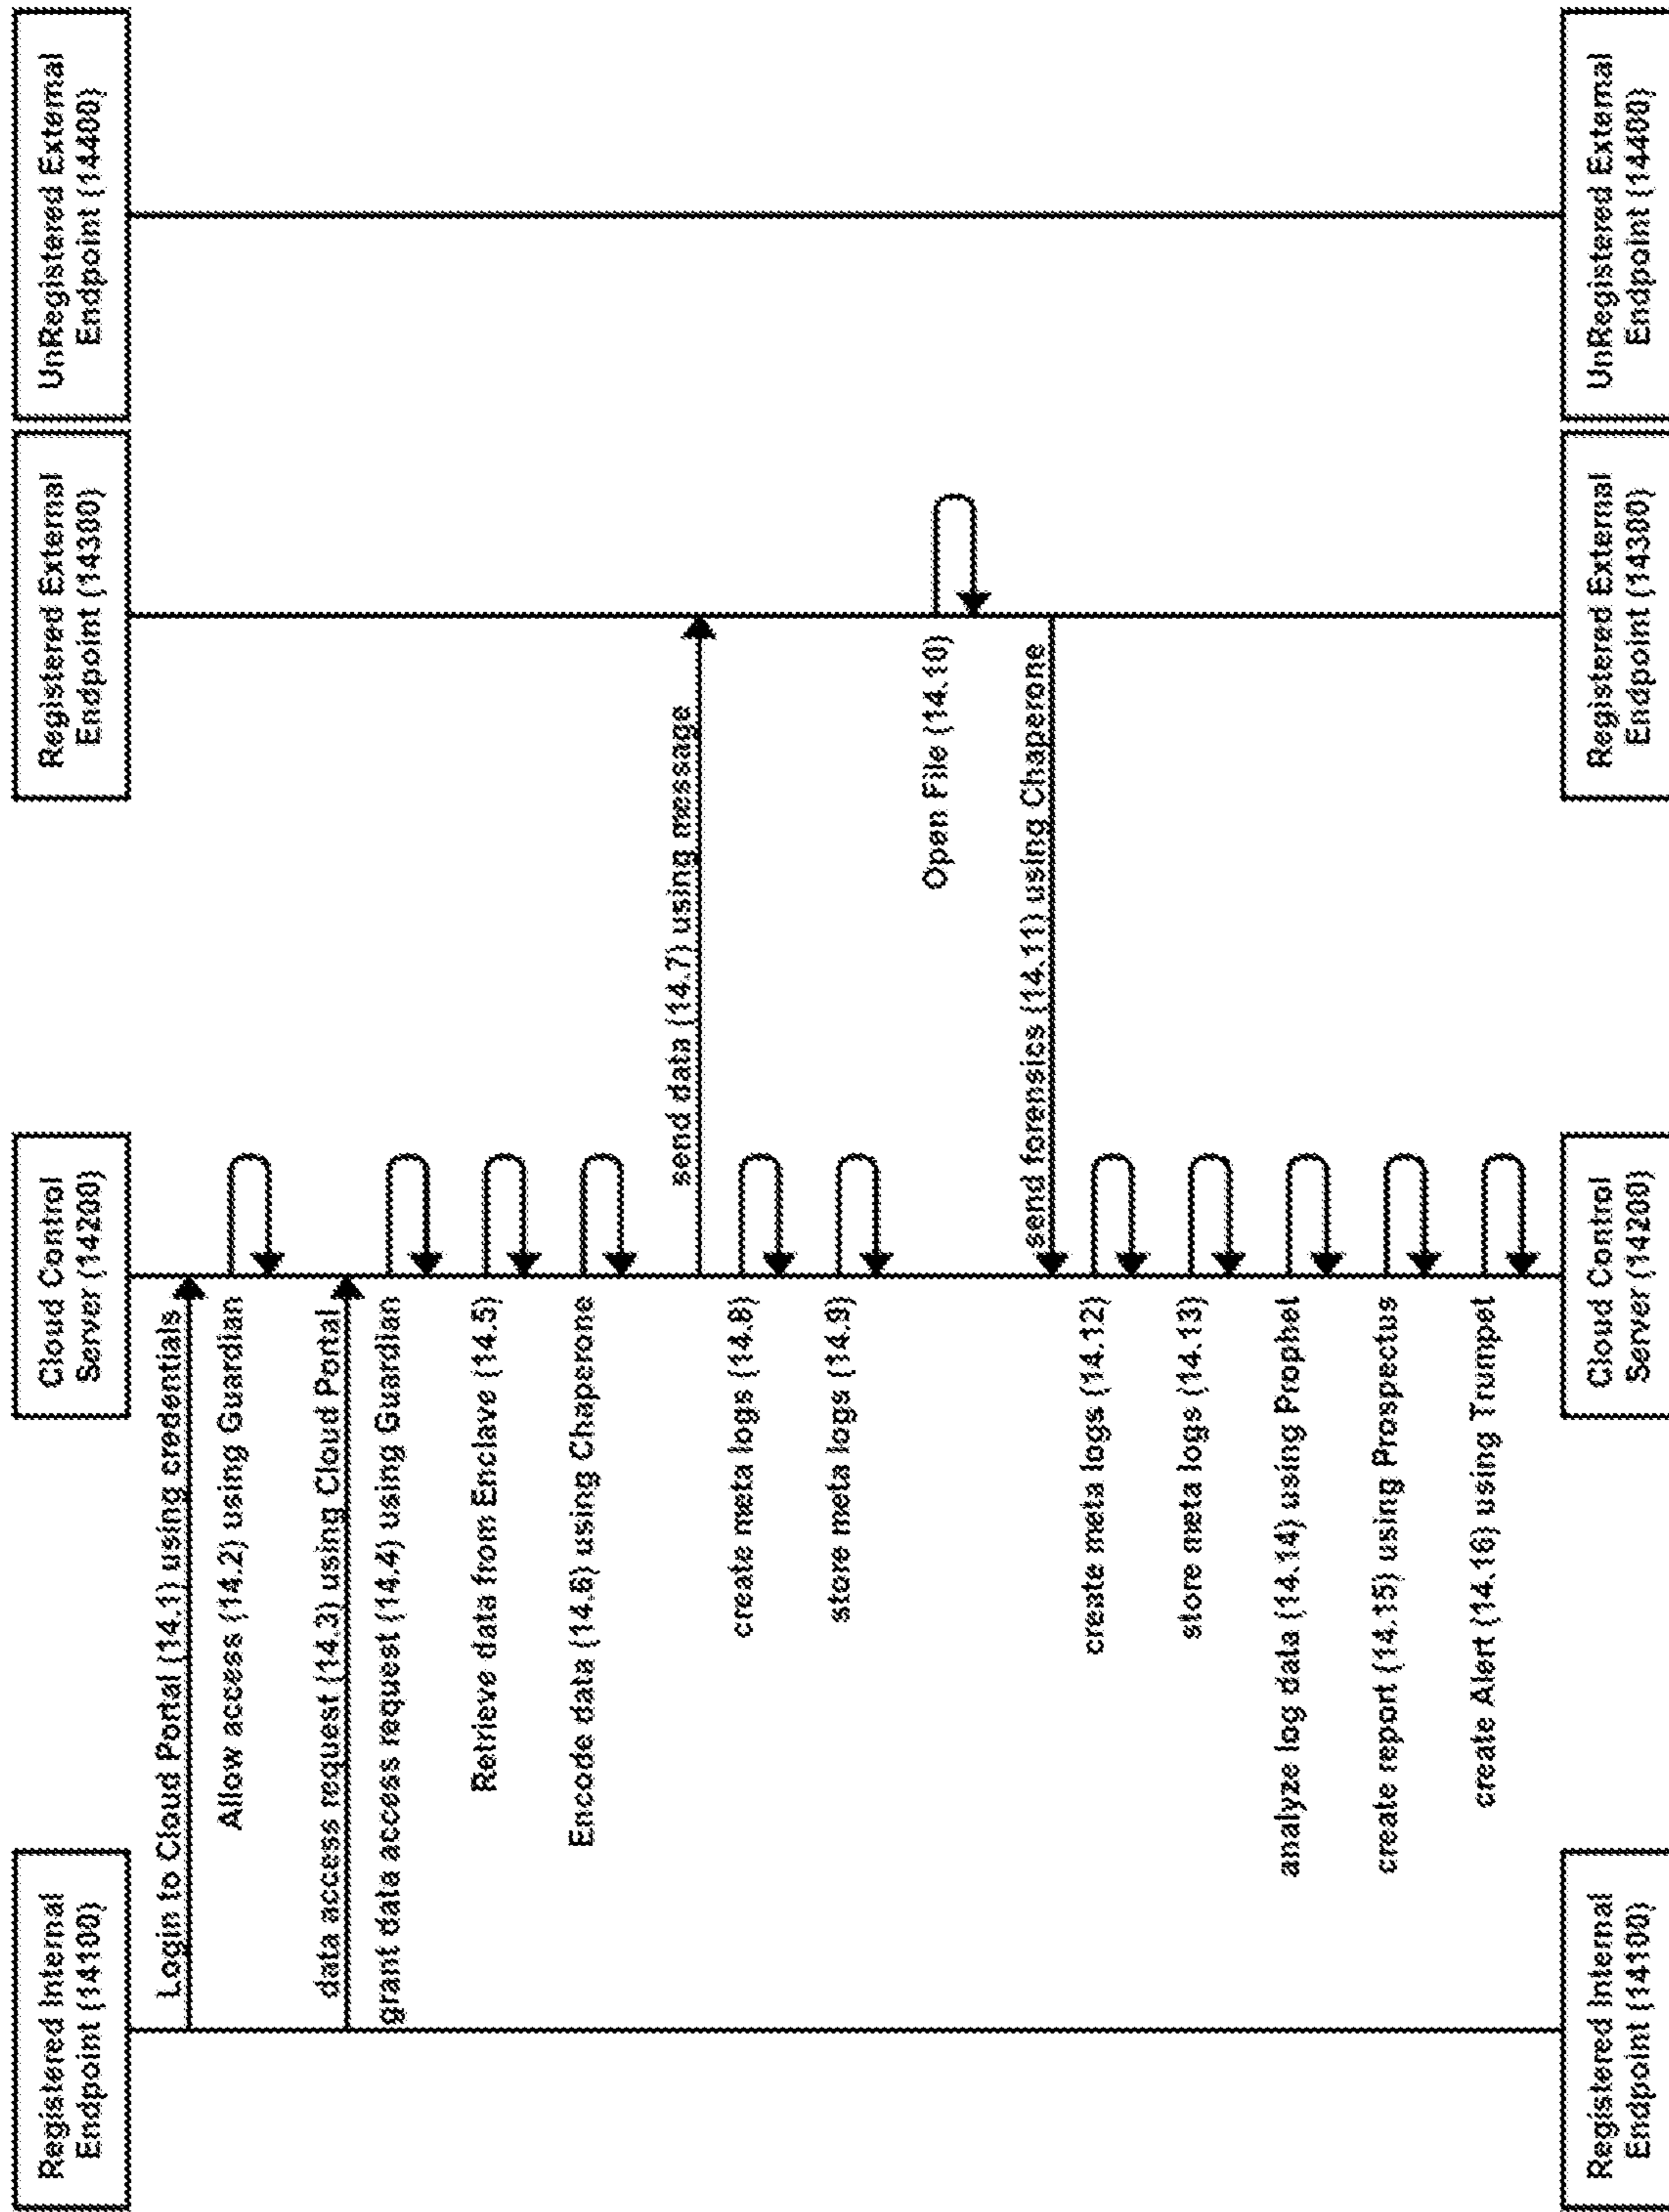 Registered Internal
Endpoint (14100)
Cloud Control
Server (14200)
Registered External
Endpoint (14300)
UnRegistered External
Endpoint (14400)
Login to Cloud Portal (14.1) using credentials
Allow access (14.2) using Guardian
data access request (14.3) using Cloud Portal
grant data access request (14.4) using Guardian
Retrieve data from Enclave (14.5)
Encode data (14.6) using Chaperone
send data (14.7) using message
create meta logs (14.8)
store meta logs (14.9)
Open File (14.10)
send forensics (14.11) using Chaperone
create meta logs (14.12)
store meta logs (14.13)
analyze log data (14.14) using Prophet
create report (14.15) using Prospectus
create Alert (14.16) using Trumpet
Registered Internal
Endpoint (14100)
Cloud Control
Server (14200)
Registered External
Endpoint (14300)
UnRegistered External
Endpoint (14400)